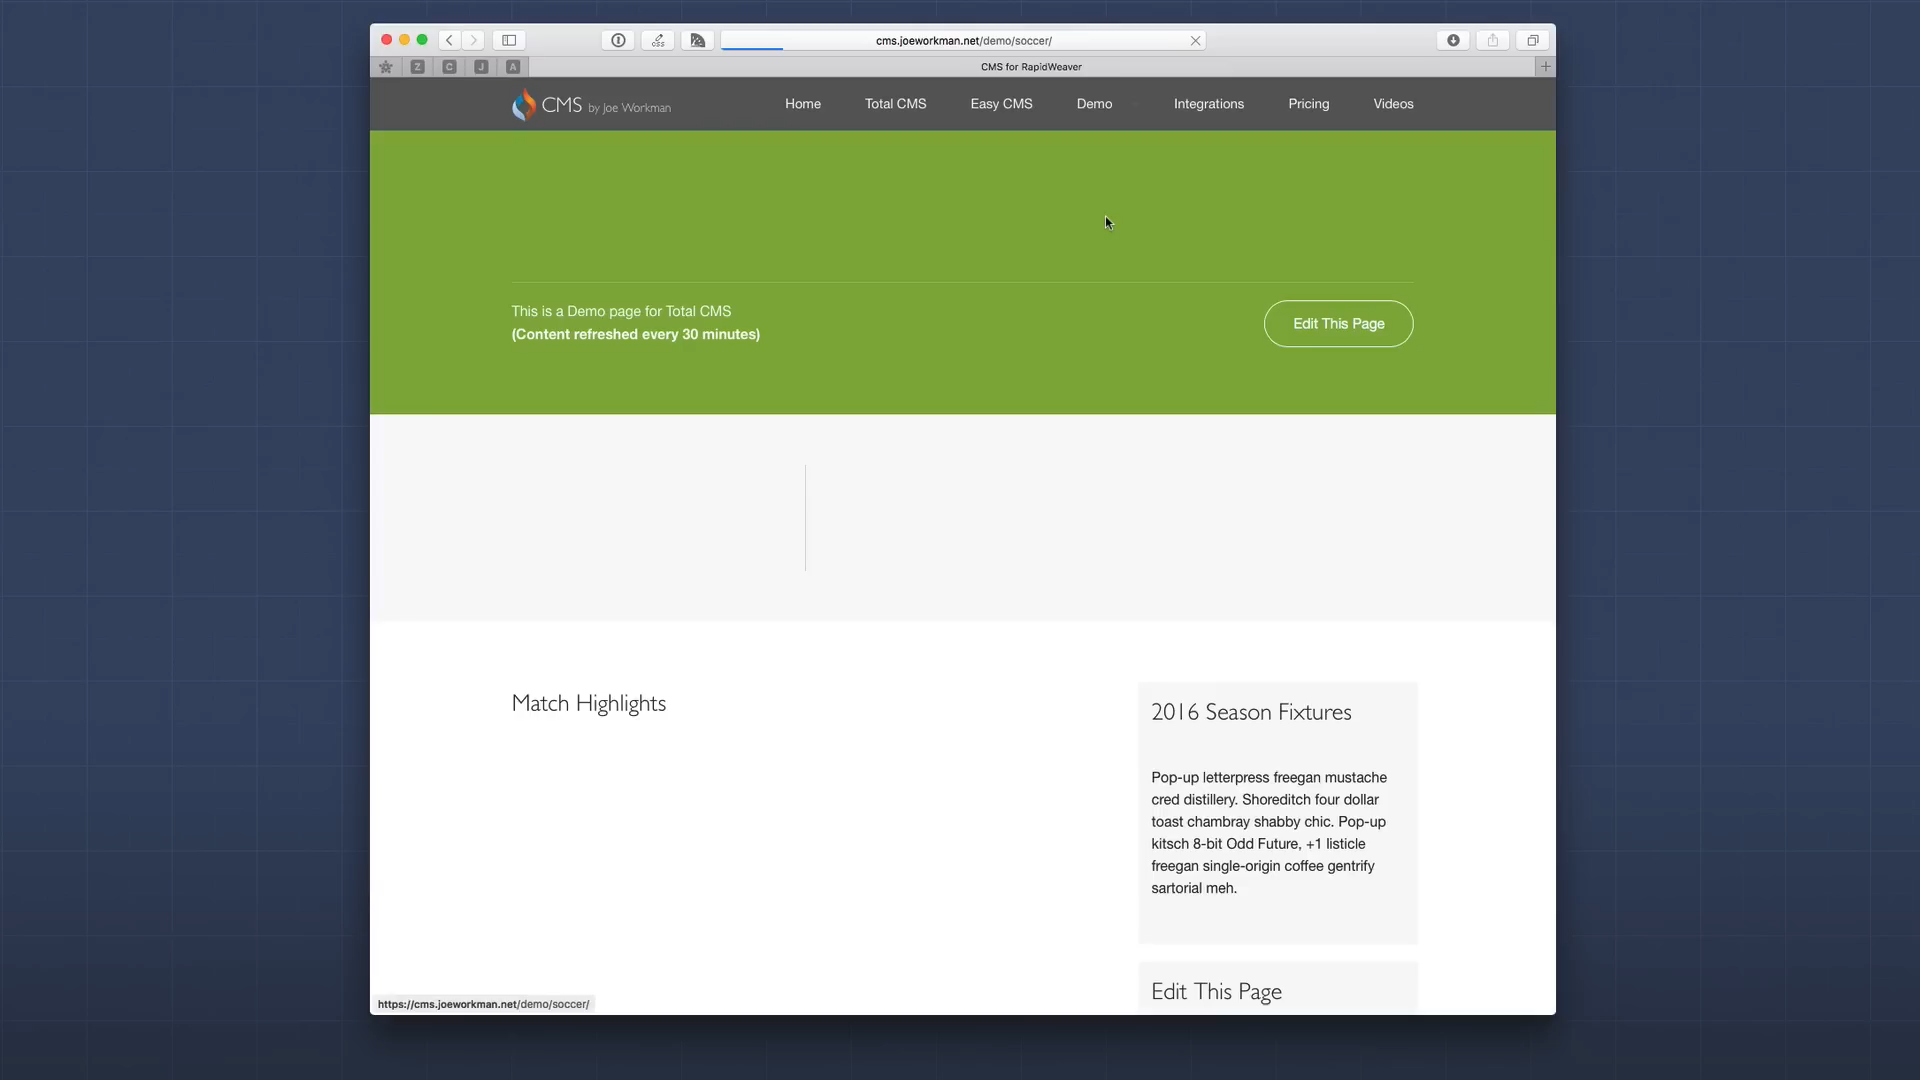 cms.joeworkman.net/demo/soccer/
Z C J A
CMS for RapidWeaver
CMS by Joe Workman
Home Total CMS Easy CMS Demo Integrations Pricing Videos
This is a Demo page for Total CMS
(Content refreshed every 30 minutes)
Edit This Page
Match Highlights
2016 Season Fixtures
Pop-up letterpress freegan mustache
cred distillery. Shoreditch four dollar
toast chambray shabby chic. Pop-up
kitsch 8-bit Odd Future, +1 listicle
freegan single-origin coffee gentrify
sartorial meh.
Edit This Page
https://cms.joeworkman.net/demo/soccer/